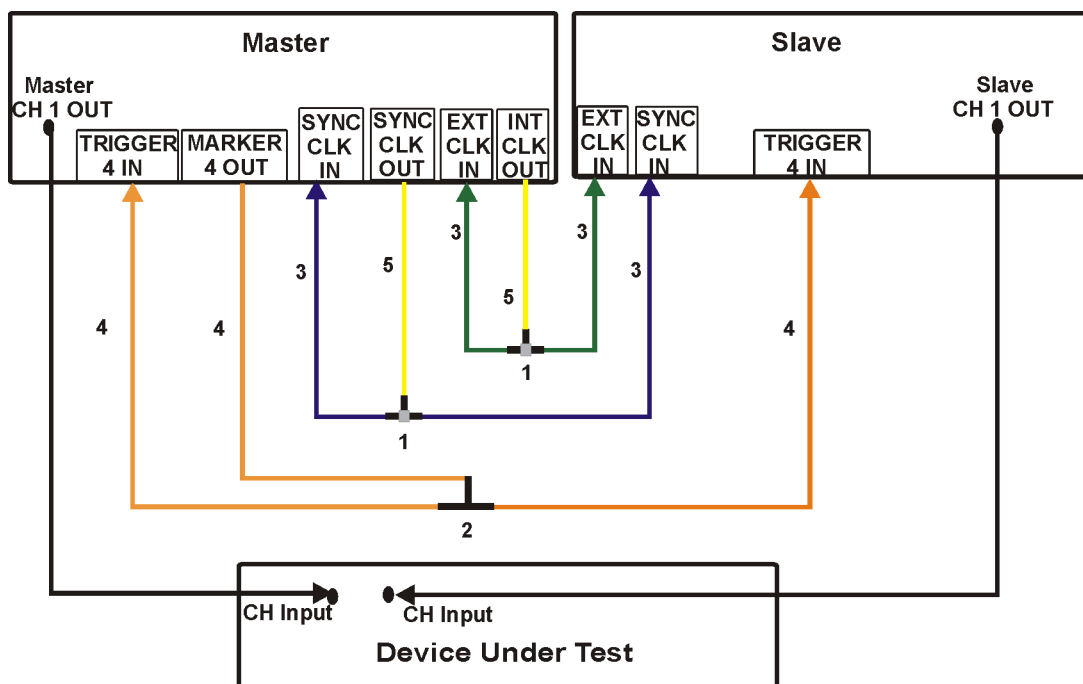 Master
Slave
Master
CH 1 OUT
TRIGGER
4 IN
MARKER
4 OUT
SYNC
CLK
IN
SYNC
CLK
OUT
EXT
CLK
IN
INT
CLK
OUT
EXT
CLK
IN
SYNC
CLK
IN
TRIGGER
4 IN
Slave
CH 1 OUT
4
4
3
5
3
5
3
3
4
1
1
2
CH Input
CH Input
Device Under Test